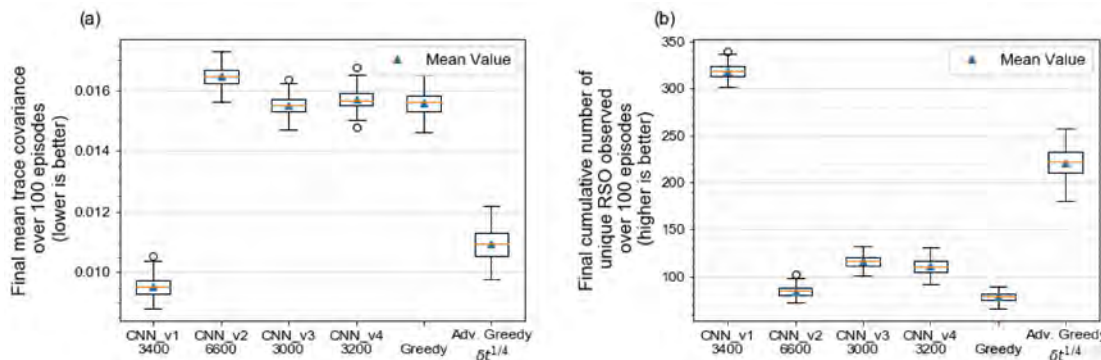 (a)
Final mean trace covariance
over 100 episodes
(lower is better)
0.016
0.014
0.012
0.010
Mean Value
CNN_v1
3400
CNN_v2
6600
CNN_v3
3000
CNN_v4
3200
Greedy
Adv. Greedy
δt^1/4
(b)
Final cumulative number of
unique RSO observed
over 100 episodes
(higher is better)
350
300
250
200
150
100
Mean Value
CNN_v1
3400
CNN_v2
6600
CNN_v3
3000
CNN_v4
3200
Greedy
Adv. Greedy
δt^1/4